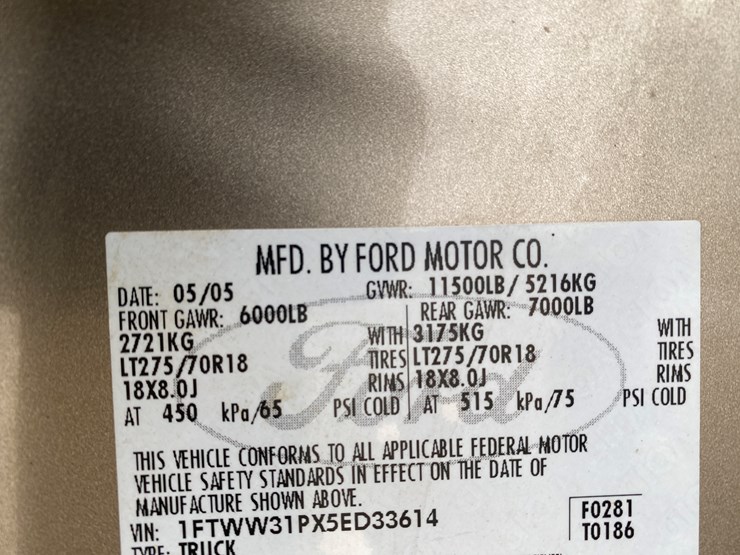 MFD. BY FORD MOTOR CO.
DATE: 05/05 GVWR: 11500LB/ 5216KG
FRONT GAWR: 6000LB REAR GAWR: 7000LB
2721KG WITH 3175KG WITH
LT275/70R18 TIRES LT275/70R18 TIRES
18X8.0J RIMS 18X8.0J RIMS
AT 450 kPa/65 PSI COLD AT 515 kPa/75 PSI COLD
Ford
THIS VEHICLE CONFORMS TO ALL APPLICABLE FEDERAL MOTOR
VEHICLE SAFETY STANDARDS IN EFFECT ON THE DATE OF
MANUFACTURE SHOWN ABOVE.
VIN: 1FTWW31PX5ED33614 F0281
TYPE: TRUCK T0186